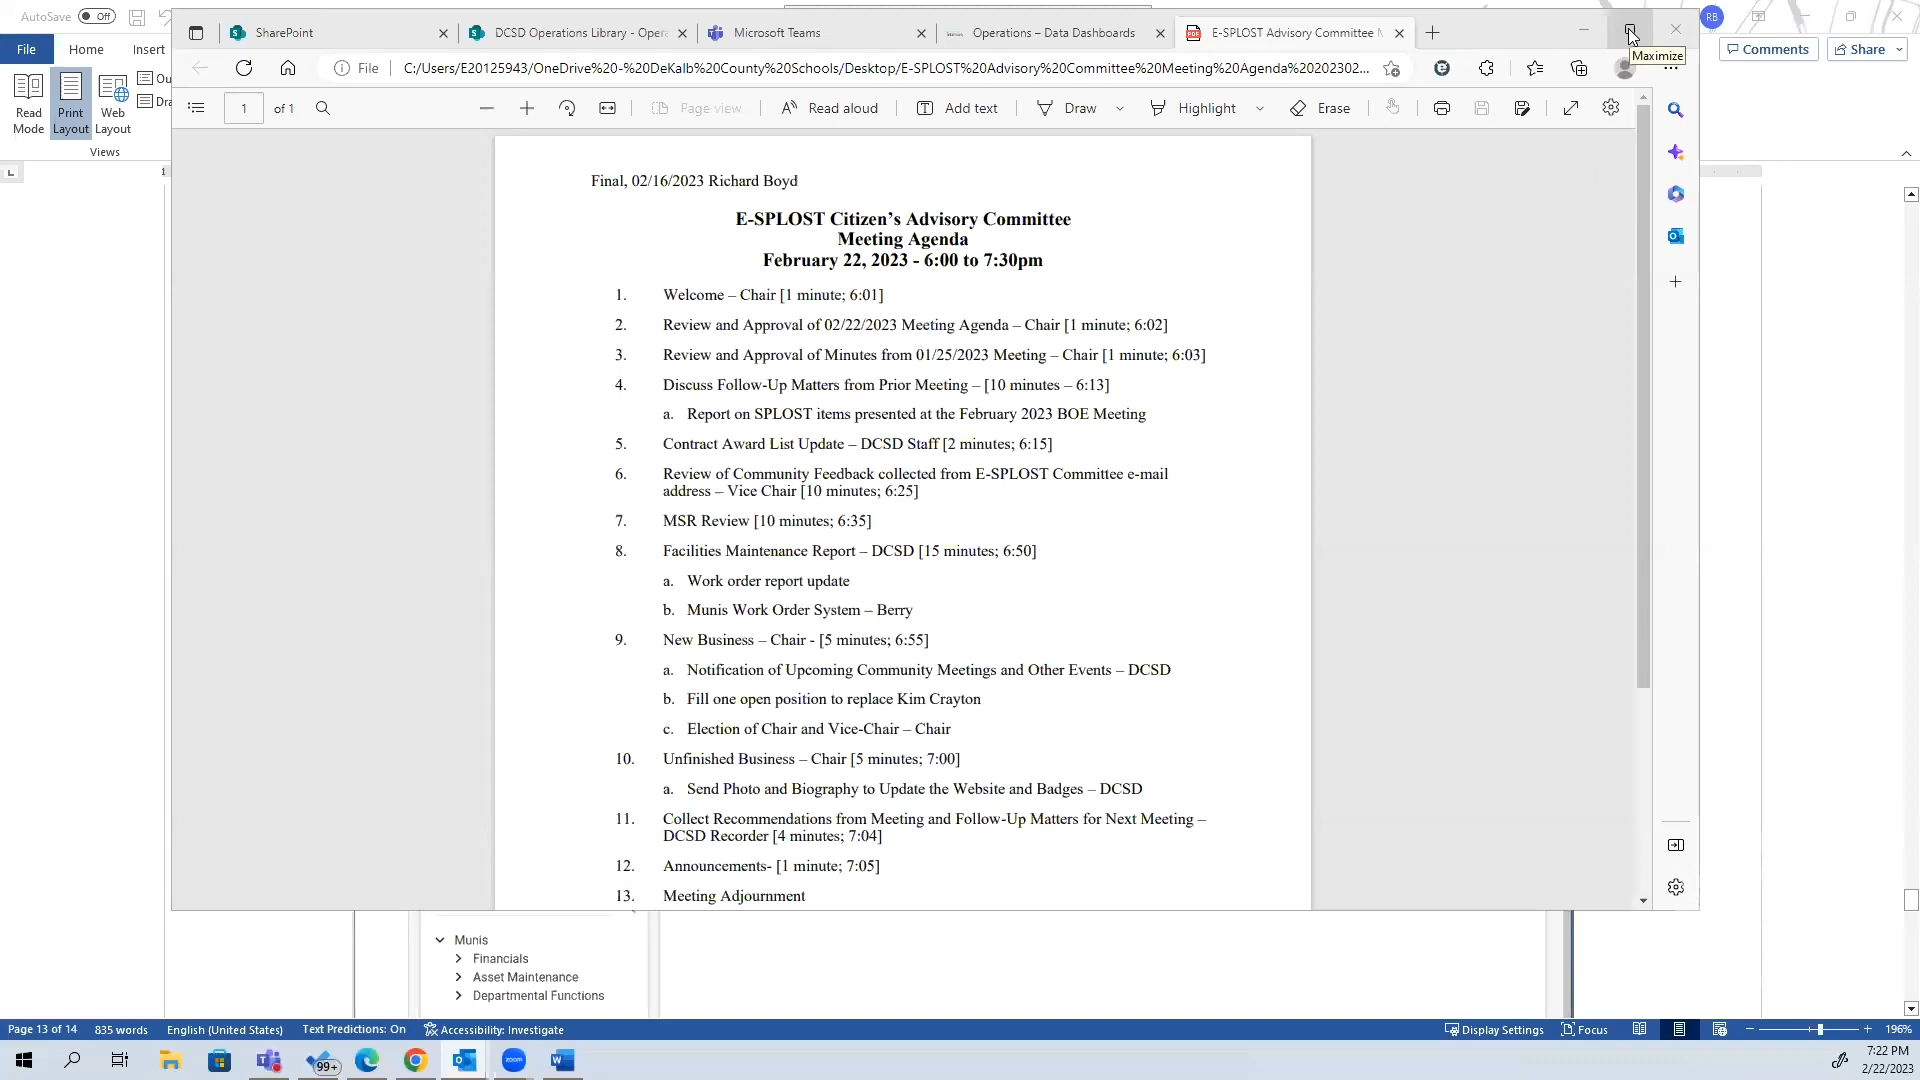 AutoSave Off
File Home Insert
Read Mode
Print Layout
Web Layout
Views
Comments
Share
RB
SharePoint
DCSD Operations Library - Oper
Microsoft Teams
Operations – Data Dashboards
E-SPLOST Advisory Committee M
Maximize
File C:/Users/E20125943/OneDrive%20-%20DeKalb%20County%20Schools/Desktop/E-SPLOST%20Advisory%20Committee%20Meeting%20Agenda%20202302...
1 of 1
Page view
Read aloud
Add text
Draw
Highlight
Erase
Final, 02/16/2023 Richard Boyd
E-SPLOST Citizen’s Advisory Committee
Meeting Agenda
February 22, 2023 - 6:00 to 7:30pm
1. Welcome – Chair [1 minute; 6:01]
2. Review and Approval of 02/22/2023 Meeting Agenda – Chair [1 minute; 6:02]
3. Review and Approval of Minutes from 01/25/2023 Meeting – Chair [1 minute; 6:03]
4. Discuss Follow-Up Matters from Prior Meeting – [10 minutes – 6:13]
a. Report on SPLOST items presented at the February 2023 BOE Meeting
5. Contract Award List Update – DCSD Staff [2 minutes; 6:15]
6. Review of Community Feedback collected from E-SPLOST Committee e-mail
address – Vice Chair [10 minutes; 6:25]
7. MSR Review [10 minutes; 6:35]
8. Facilities Maintenance Report – DCSD [15 minutes; 6:50]
a. Work order report update
b. Munis Work Order System – Berry
9. New Business – Chair - [5 minutes; 6:55]
a. Notification of Upcoming Community Meetings and Other Events – DCSD
b. Fill one open position to replace Kim Crayton
c. Election of Chair and Vice-Chair – Chair
10. Unfinished Business – Chair [5 minutes; 7:00]
a. Send Photo and Biography to Update the Website and Badges – DCSD
11. Collect Recommendations from Meeting and Follow-Up Matters for Next Meeting –
DCSD Recorder [4 minutes; 7:04]
12. Announcements- [1 minute; 7:05]
13. Meeting Adjournment
Munis
Financials
Asset Maintenance
Departmental Functions
Page 13 of 14 835 words English (United States) Text Predictions: On Accessibility: Investigate Display Settings Focus 196%
99+
zoom
7:22 PM
2/22/2023